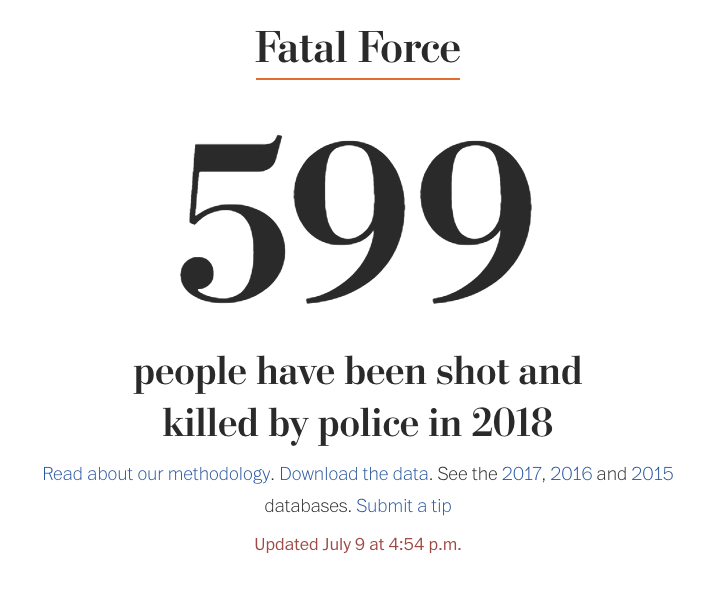 Fatal Force
599
people have been shot and
killed by police in 2018
Read about our methodology. Download the data. See the 2017, 2016 and 2015
databases. Submit a tip
Updated July 9 at 4:54 p.m.